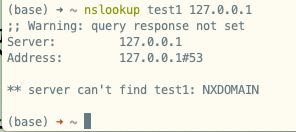 (base) ➜ ~ nslookup test1 127.0.0.1
;; Warning: query response not set
Server:         127.0.0.1
Address:        127.0.0.1#53

** server can't find test1: NXDOMAIN

(base) ➜ ~